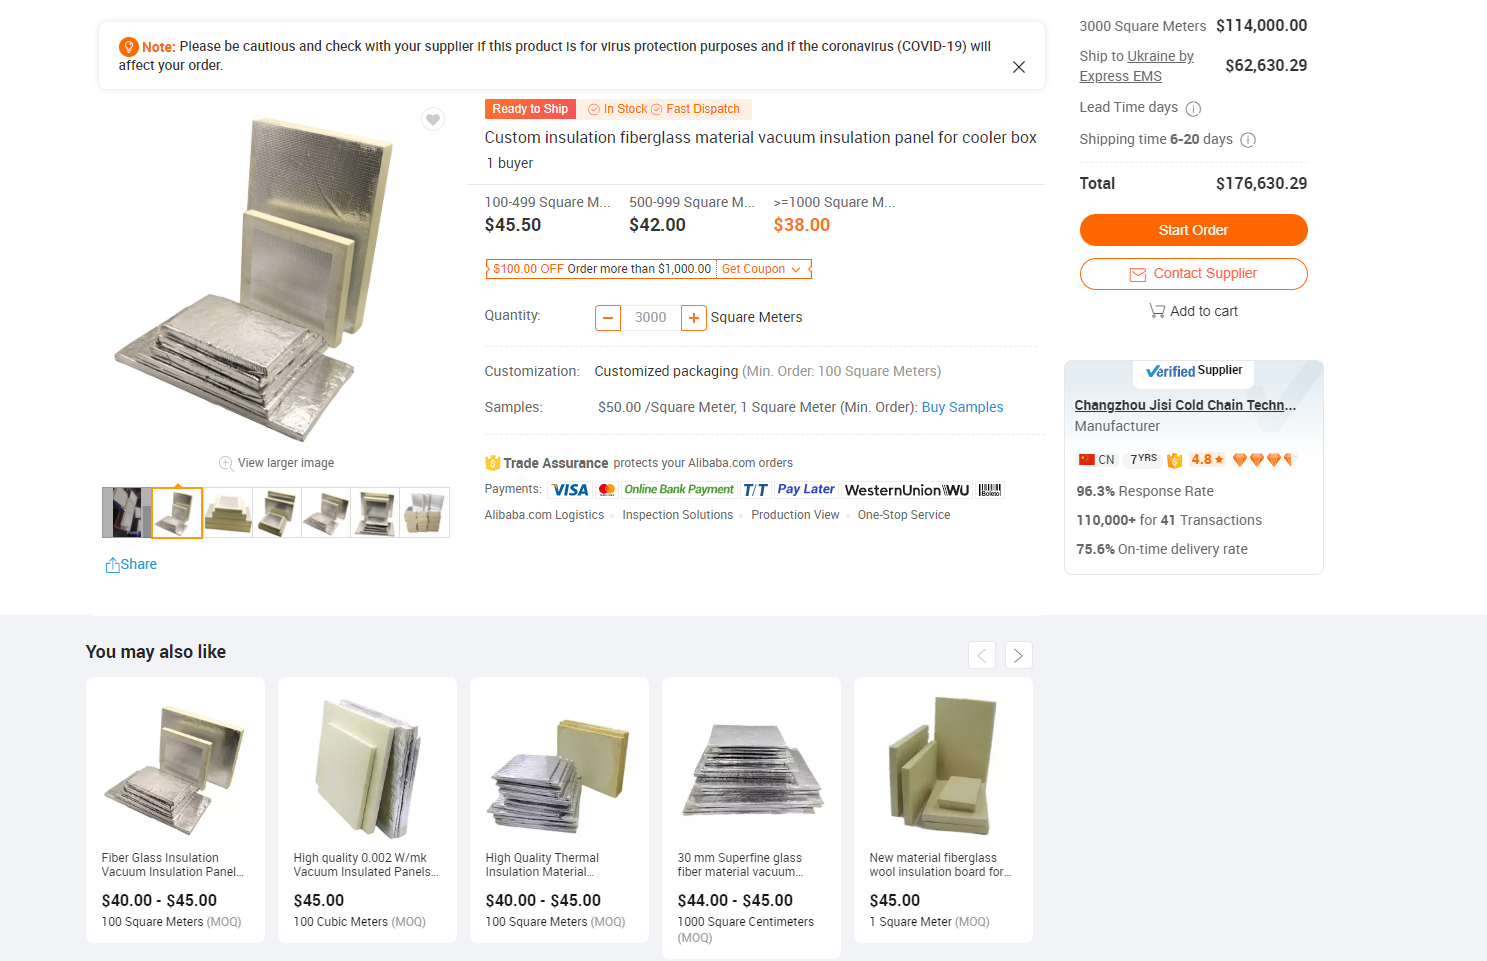 Note: Please be cautious and check with your supplier if this product is for virus protection purposes and if the coronavirus (COVID-19) will
affect your order.
Ready to Ship
In Stock
Fast Dispatch
Custom insulation fiberglass material vacuum insulation panel for cooler box
1 buyer
100-499 Square M...
500-999 Square M...
>=1000 Square M...
$45.50
$42.00
$38.00
$100.00 OFF Order more than $1,000.00
Get Coupon
Quantity:
3000
Square Meters
Customization: Customized packaging (Min. Order: 100 Square Meters)
Samples: $50.00 /Square Meter, 1 Square Meter (Min. Order): Buy Samples
Trade Assurance protects your Alibaba.com orders
Payments: VISA Online Bank Payment T/T Pay Later WesternUnion WU Boleto
Alibaba.com Logistics
Inspection Solutions
Production View
One-Stop Service
View larger image
Share
3000 Square Meters $114,000.00
Ship to Ukraine by
Express EMS
$62,630.29
Lead Time days
Shipping time 6-20 days
Total $176,630.29
Start Order
Contact Supplier
Add to cart
Verified Supplier
Changzhou Jisi Cold Chain Techn...
Manufacturer
CN 7YRS 4.8
96.3% Response Rate
110,000+ for 41 Transactions
75.6% On-time delivery rate
You may also like
Fiber Glass Insulation
Vacuum Insulation Panel...
$40.00 - $45.00
100 Square Meters (MOQ)
High quality 0.002 W/mk
Vacuum Insulated Panels...
$45.00
100 Cubic Meters (MOQ)
High Quality Thermal
Insulation Material...
$40.00 - $45.00
100 Square Meters (MOQ)
30 mm Superfine glass
fiber material vacuum...
$44.00 - $45.00
1000 Square Centimeters
(MOQ)
New material fiberglass
wool insulation board for...
$45.00
1 Square Meter (MOQ)